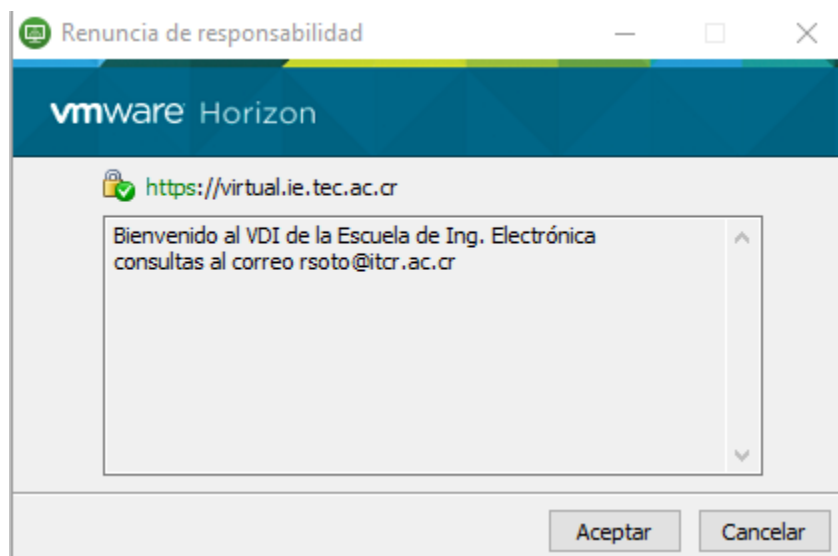 Renuncia de responsabilidad
vmware Horizon
https://virtual.ie.tec.ac.cr
Bienvenido al VDI de la Escuela de Ing. Electrónica
consultas al correo rsoto@itcr.ac.cr
Aceptar
Cancelar